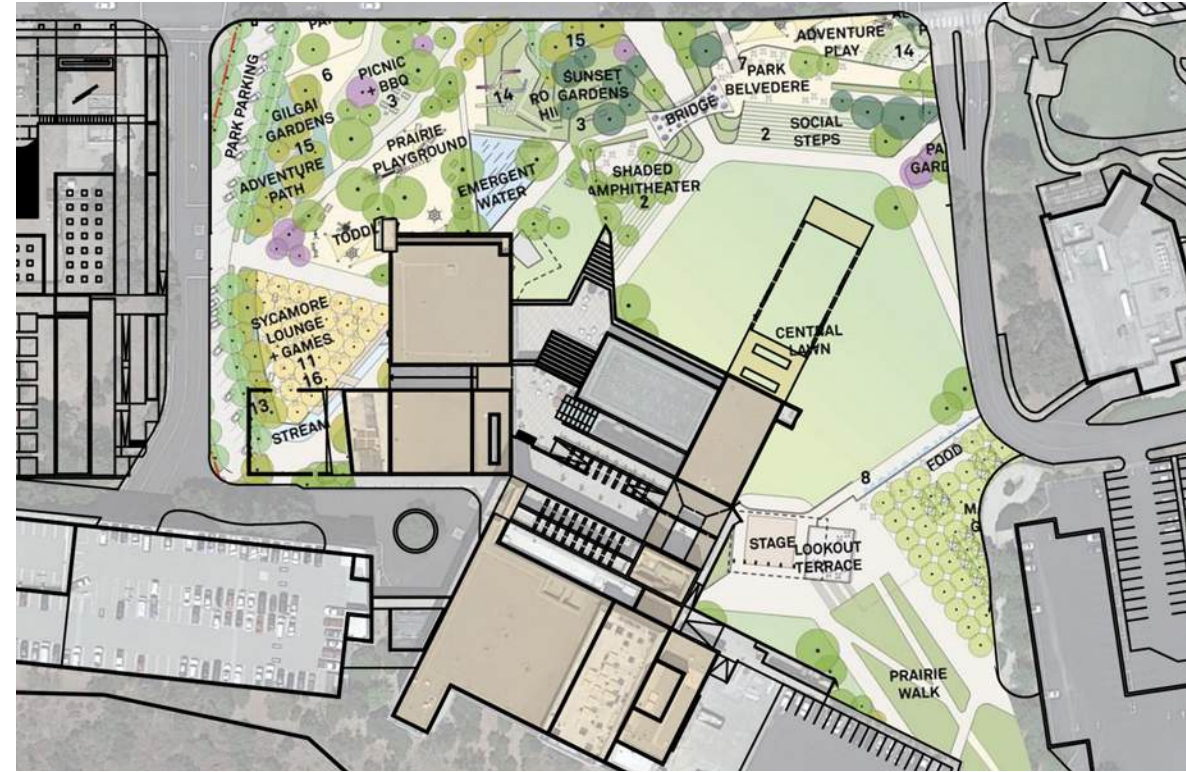 PARK PARKING
6
PICNIC
+ BBQ
3
GILGAI
GARDENS
15
ADVENTURE
PATH
PRAIRIE
PLAYGROUND
14
15
SUNSET
GARDENS
3
EMERGENT
WATER
SHADED
AMPHITHEATER
2
BRIDGE
7
PARK
BELVEDERE
ADVENTURE
PLAY
14
2
SOCIAL
STEPS
SYCAMORE
LOUNGE
+ GAMES
11
16
13
STREAM
CENTRAL
LAWN
8
FOOD
STAGE
LOOKOUT
TERRACE
PRAIRIE
WALK